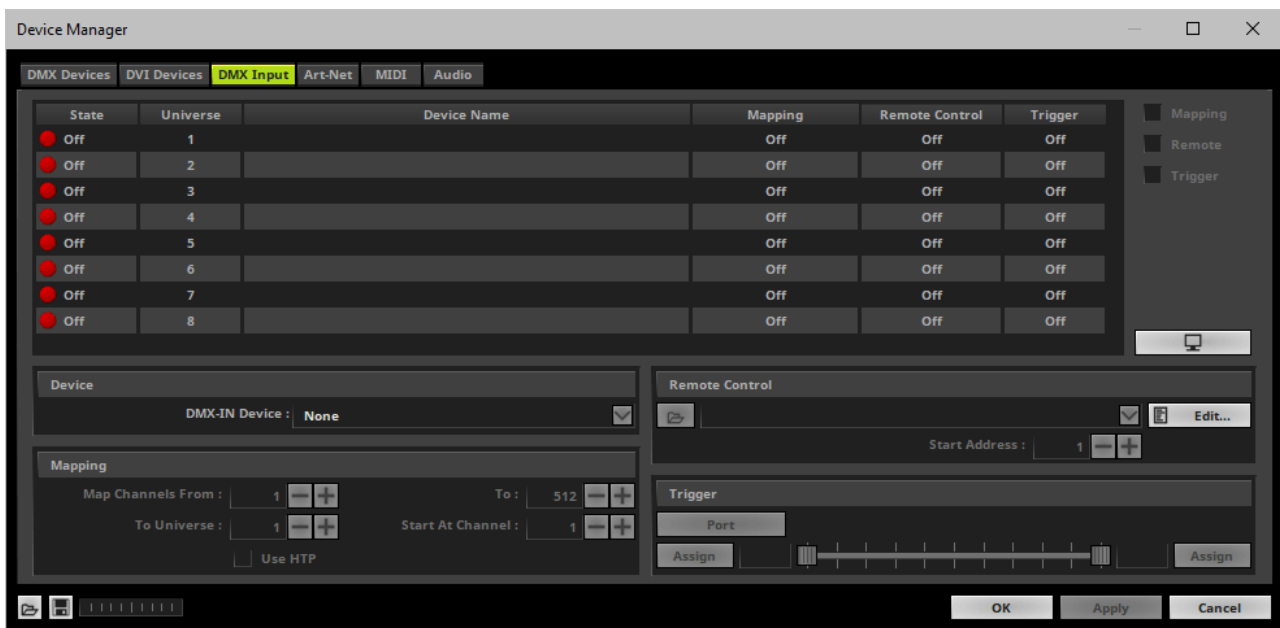 Device Manager
DMX Devices DVI Devices DMX Input Art-Net MIDI Audio
State Universe Device Name Mapping Remote Control Trigger
Off 1 Off Off Off
Off 2 Off Off Off
Off 3 Off Off Off
Off 4 Off Off Off
Off 5 Off Off Off
Off 6 Off Off Off
Off 7 Off Off Off
Off 8 Off Off Off
Mapping
Remote
Trigger
Device
DMX-IN Device : None
Mapping
Map Channels From : 1 To : 512
To Universe : 1 Start At Channel : 1
Use HTP
Remote Control
Edit...
Start Address : 1
Trigger
Port
Assign Assign
OK Apply Cancel